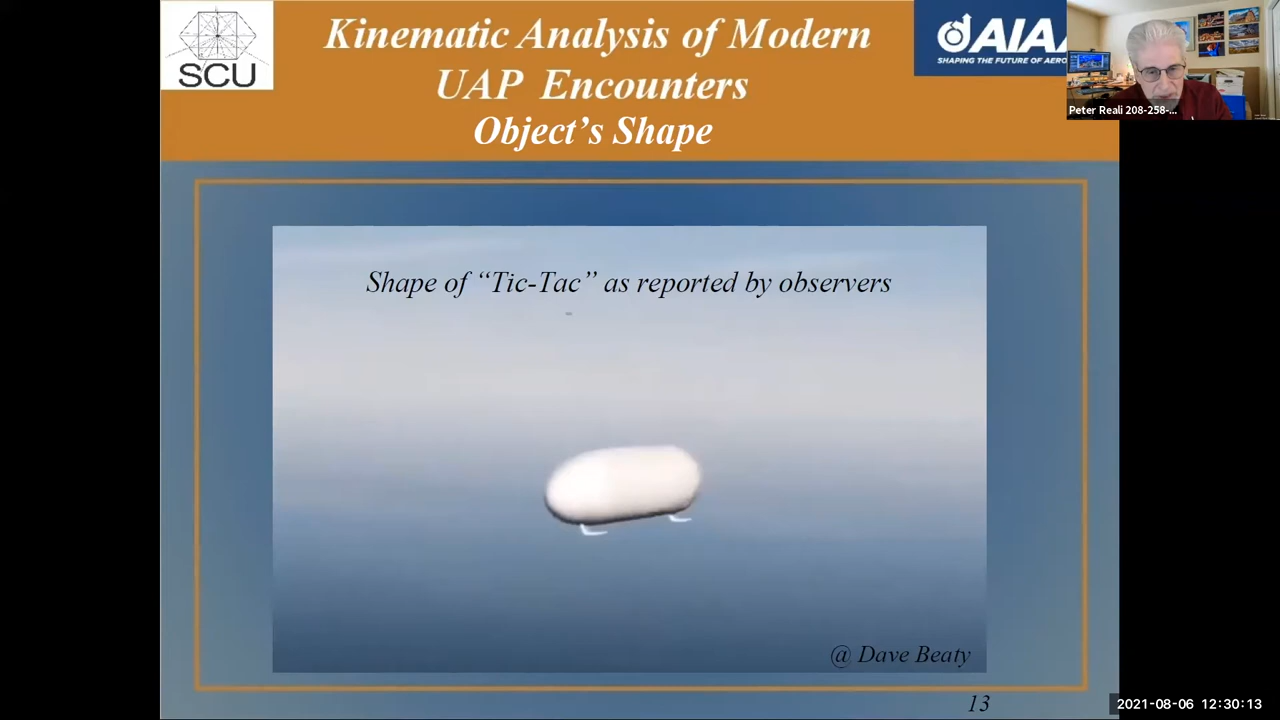 SCU
Kinematic Analysis of Modern
UAP Encounters
Object's Shape
AIAA
SHAPING THE FUTURE OF AERO
Peter Reali 208-258-...
Shape of “Tic-Tac” as reported by observers
@ Dave Beaty
13
2021-08-06 12:30:13